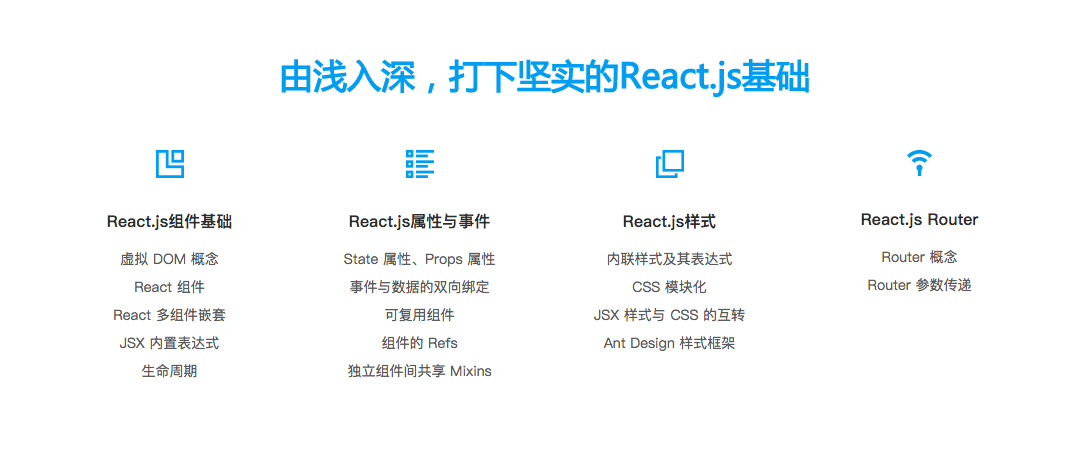 由浅入深，打下坚实的React.js基础
React.js组件基础
虚拟 DOM 概念
React 组件
React 多组件嵌套
JSX 内置表达式
生命周期
React.js属性与事件
State 属性、Props 属性
事件与数据的双向绑定
可复用组件
组件的 Refs
独立组件间共享 Mixins
React.js样式
内联样式及其表达式
CSS 模块化
JSX 样式与 CSS 的互转
Ant Design 样式框架
React.js Router
Router 概念
Router 参数传递